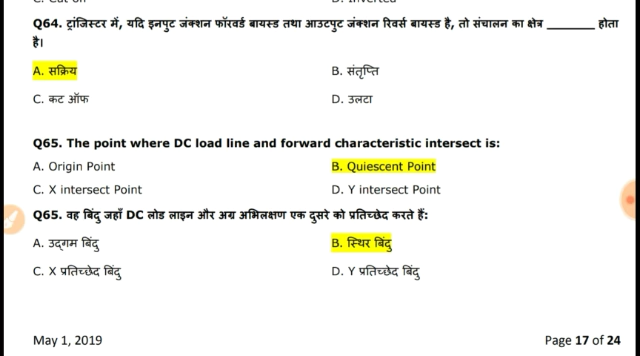 Q64. ट्रांजिस्टर में, यदि इनपुट जंक्शन फॉरवर्ड बायस्ड तथा आउटपुट जंक्शन रिवर्स बायस्ड है, तो संचालन का क्षेत्र ________ होता
है।
A. सक्रिय B. संतृप्ति
C. कट ऑफ D. उलटा
Q65. The point where DC load line and forward characteristic intersect is:
A. Origin Point B. Quiescent Point
C. X intersect Point D. Y intersect Point
Q65. वह बिंदु जहाँ DC लोड लाइन और अग्र अभिलक्षण एक दुसरे को प्रतिच्छेद करते हैं:
A. उद्गम बिंदु B. स्थिर बिंदु
C. X प्रतिच्छेद बिंदु D. Y प्रतिच्छेद बिंदु
May 1, 2019 Page 17 of 24